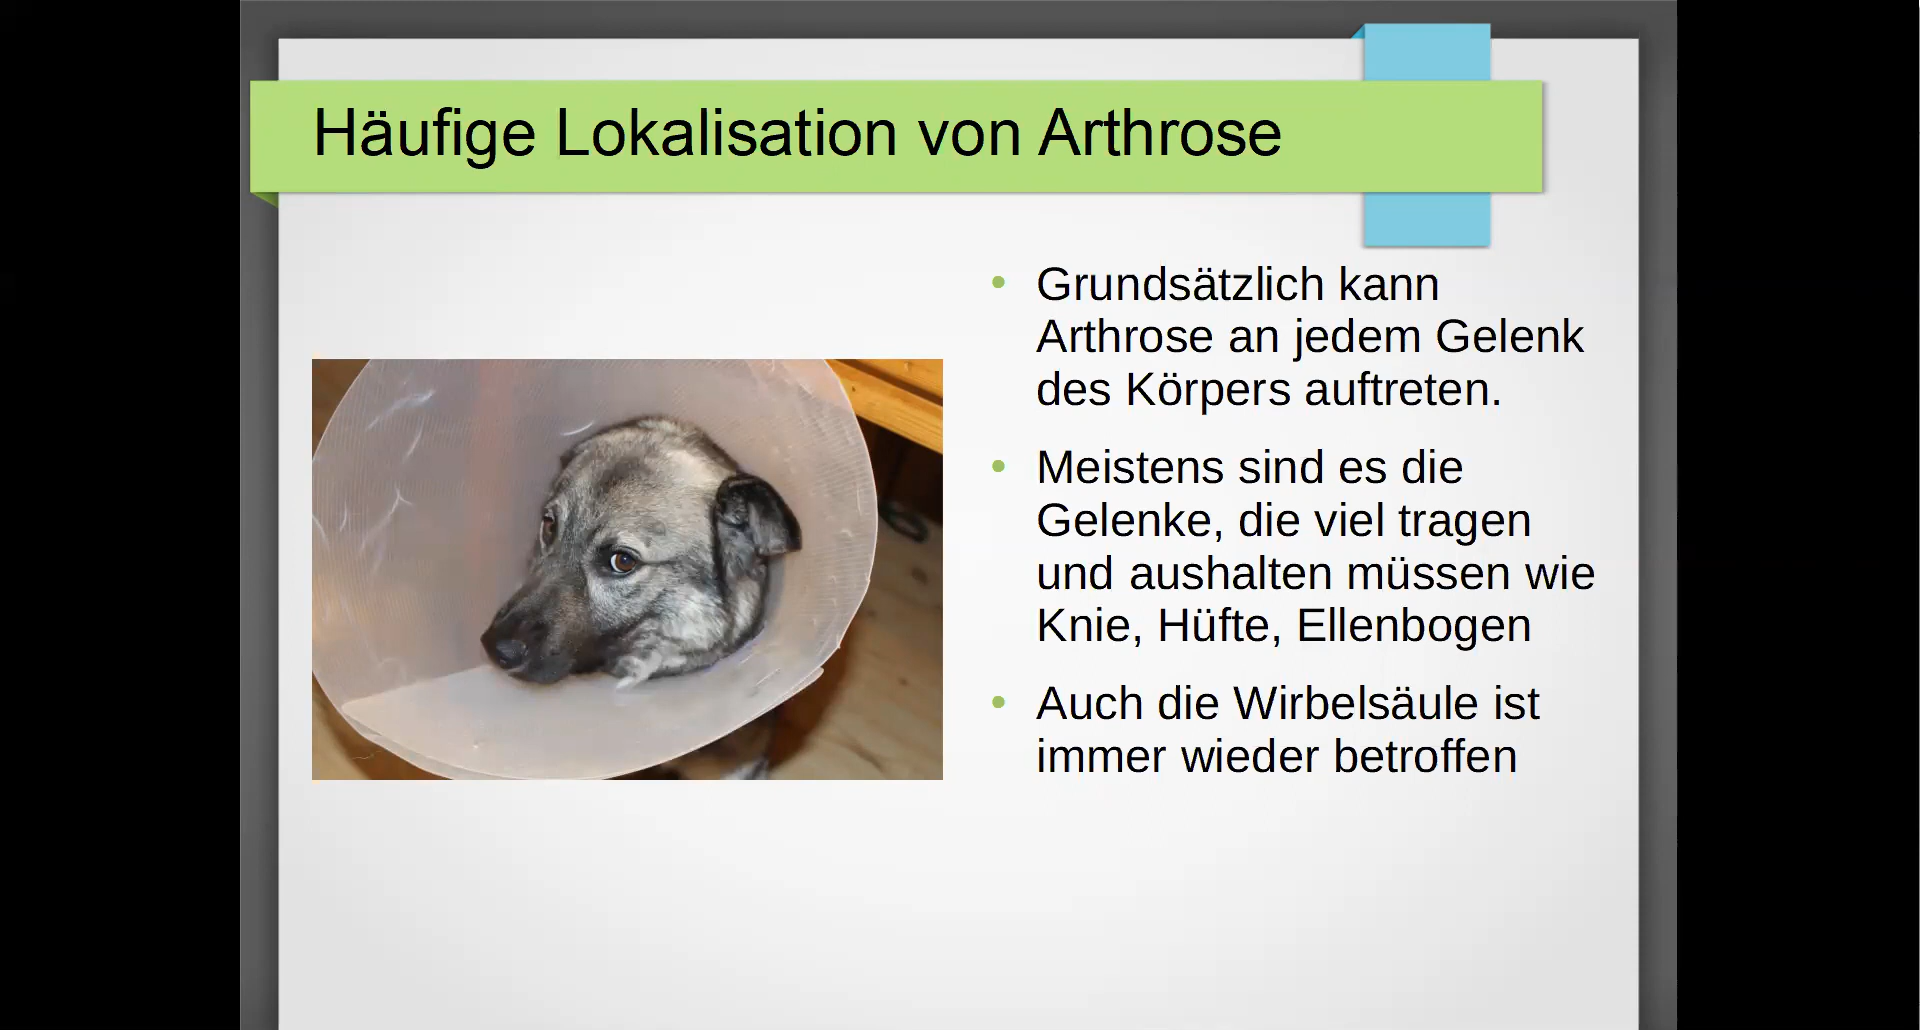 Häufige Lokalisation von Arthrose
Grundsätzlich kann
Arthrose an jedem Gelenk
des Körpers auftreten.
Meistens sind es die
Gelenke, die viel tragen
und aushalten müssen wie
Knie, Hüfte, Ellenbogen
Auch die Wirbelsäule ist
immer wieder betroffen